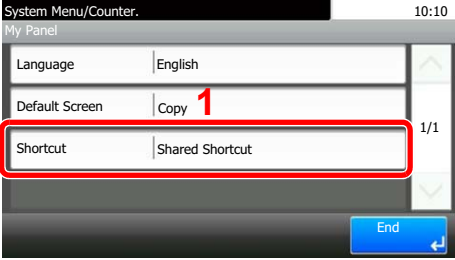 System Menu/Counter. 10:10
My Panel
Language English
Default Screen Copy 1
1/1
Shortcut Shared Shortcut
End